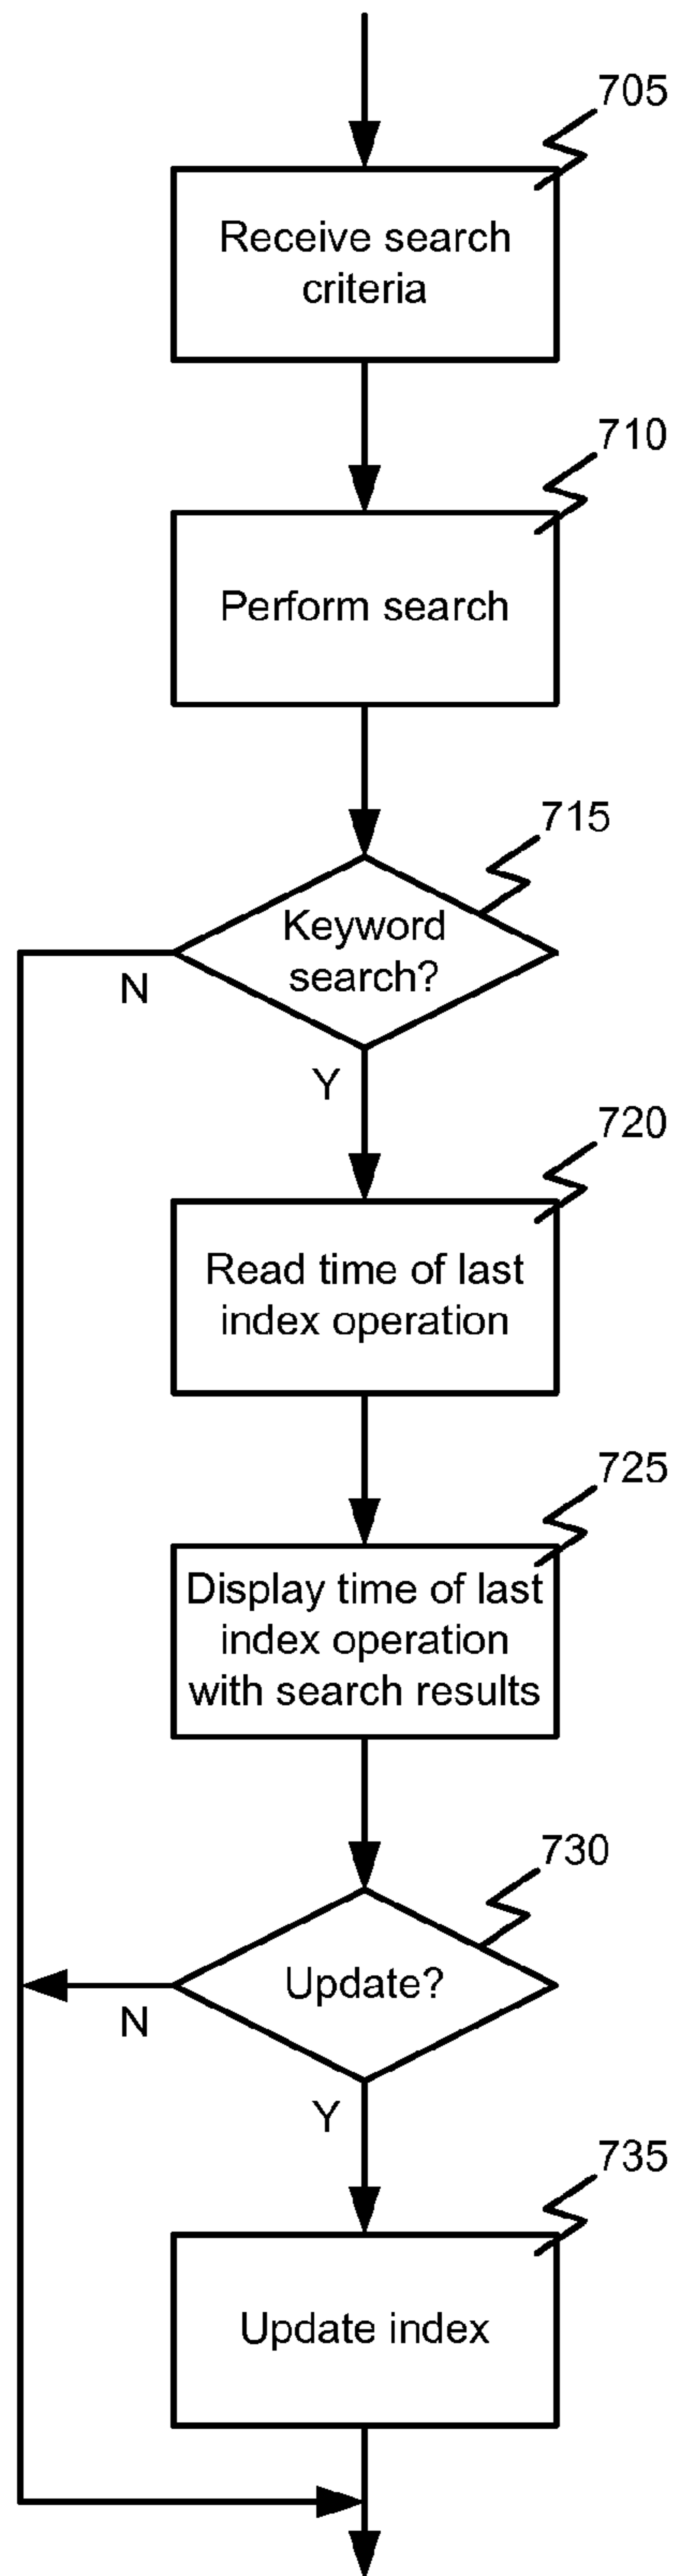 705
Receive search
criteria
710
Perform search
715
Keyword
search?
N
Y
720
Read time of last
index operation
725
Display time of last
index operation
with search results
730
Update?
N
Y
735
Update index